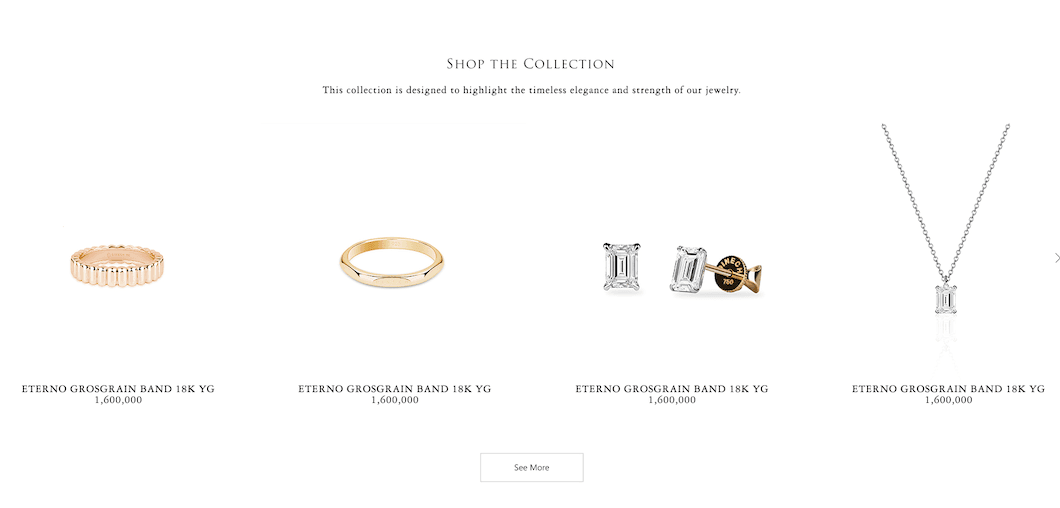 SHOP THE COLLECTION
This collection is designed to highlight the timeless elegance and strength of our jewelry.
750
ETERNO GROSGRAIN BAND 18K YG
1,600,000
ETERNO GROSGRAIN BAND 18K YG
1,600,000
ETERNO GROSGRAIN BAND 18K YG
1,600,000
ETERNO GROSGRAIN BAND 18K YG
1,600,000
See More